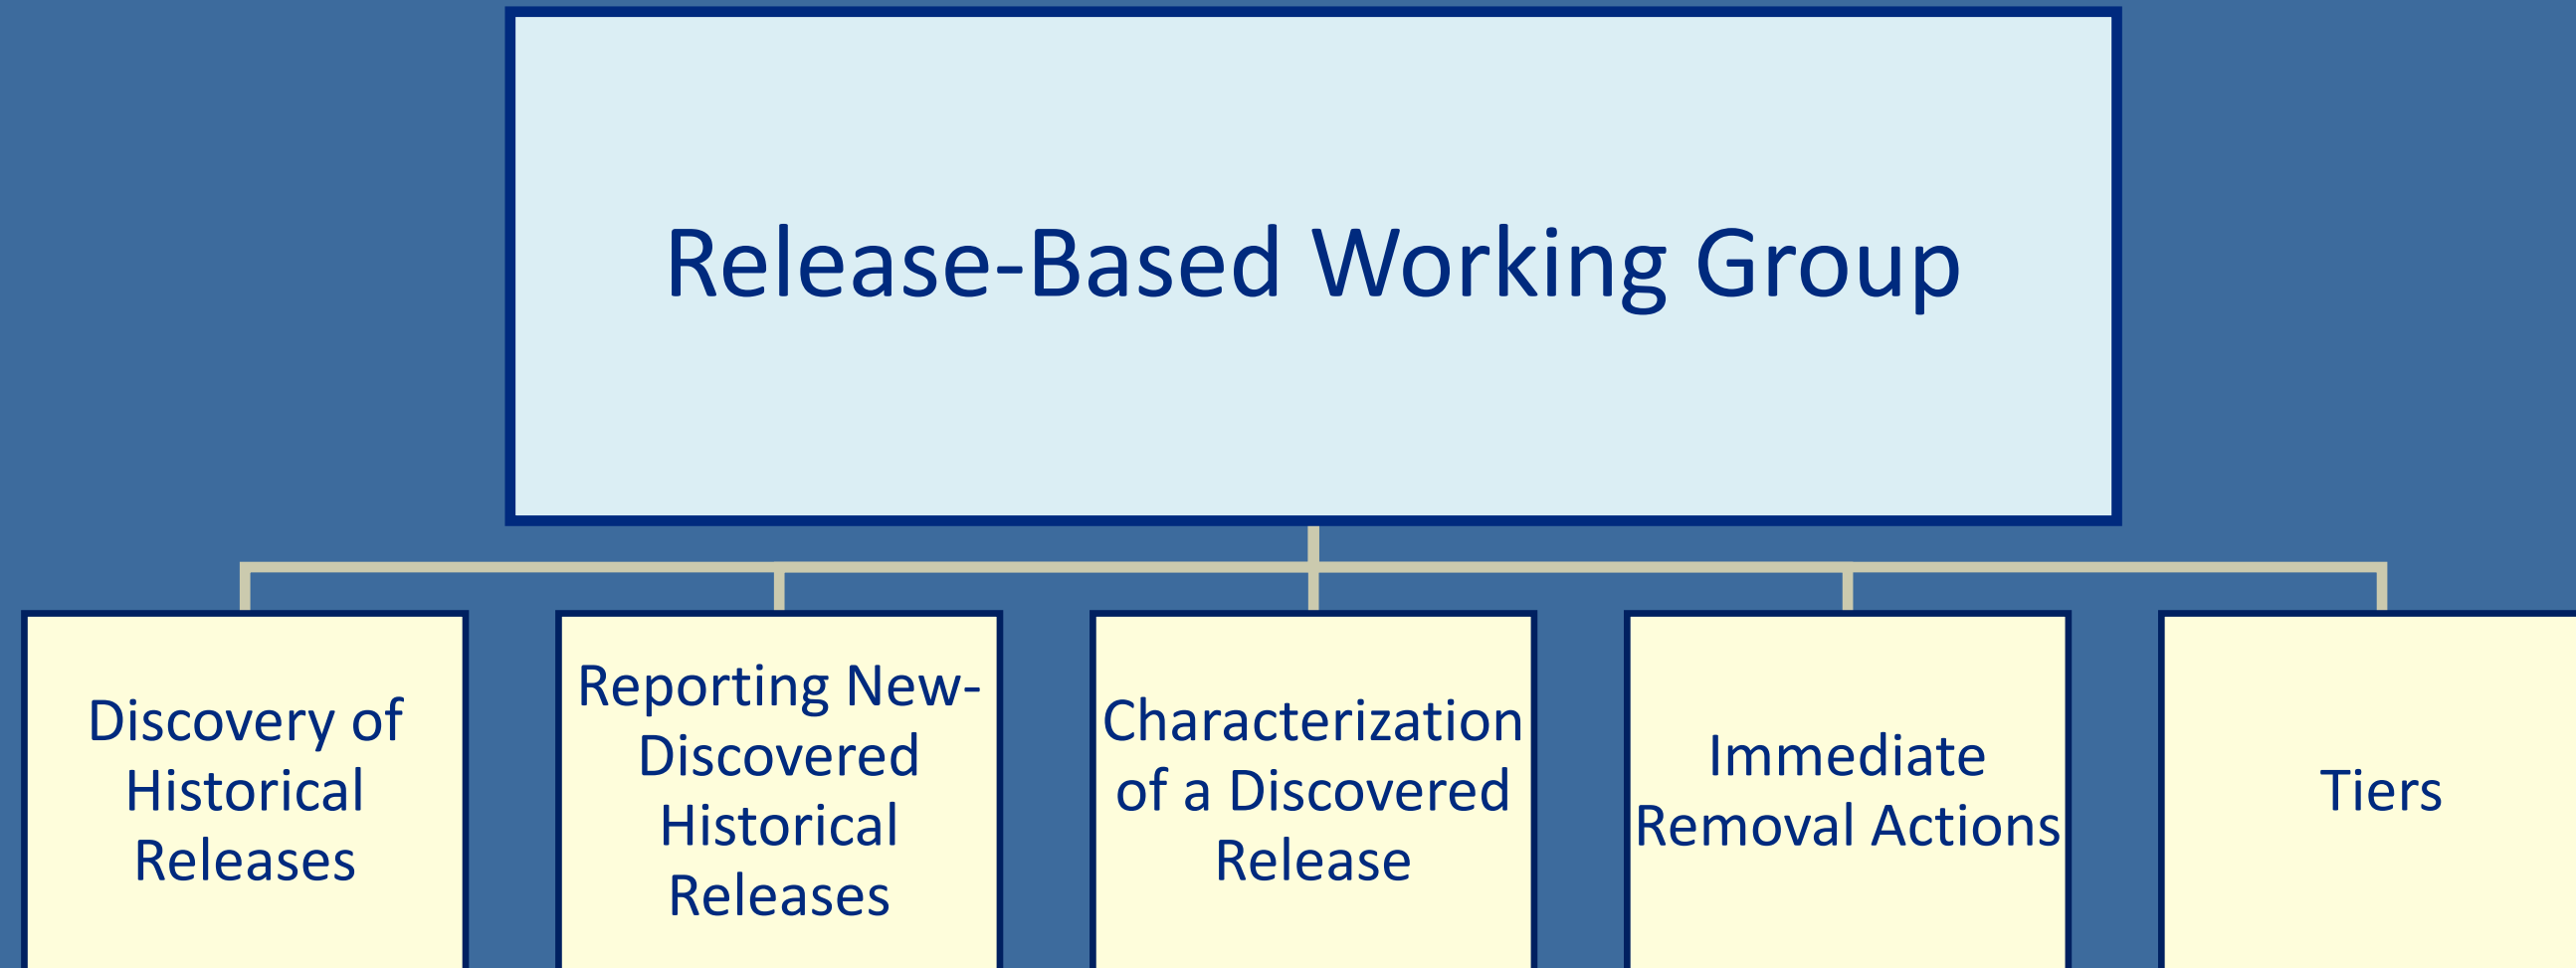 Release-Based Working Group
Discovery of
Historical
Releases
Reporting New-
Discovered
Historical
Releases
Characterization
of a Discovered
Release
Immediate
Removal Actions
Tiers